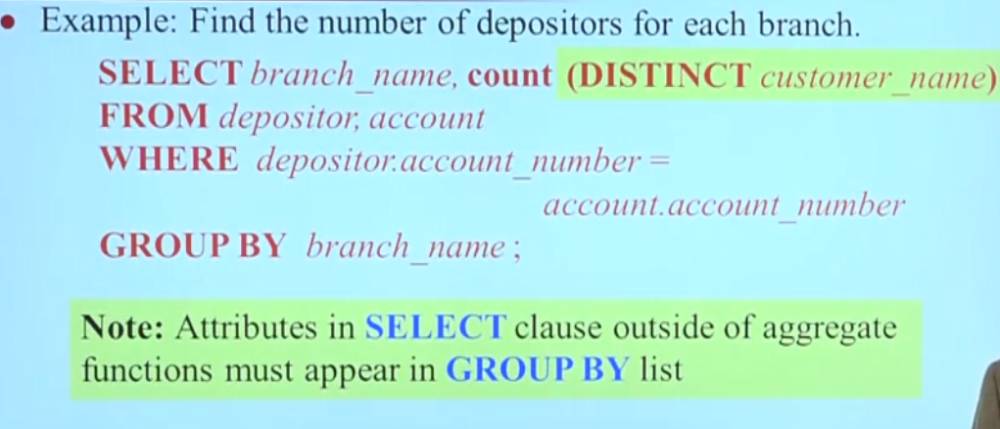 • Example: Find the number of depositors for each branch.
SELECT branch_name, count (DISTINCT customer_name)
FROM depositor, account
WHERE depositor.account_number =
account.account_number
GROUP BY branch_name ;
Note: Attributes in SELECT clause outside of aggregate
functions must appear in GROUP BY list